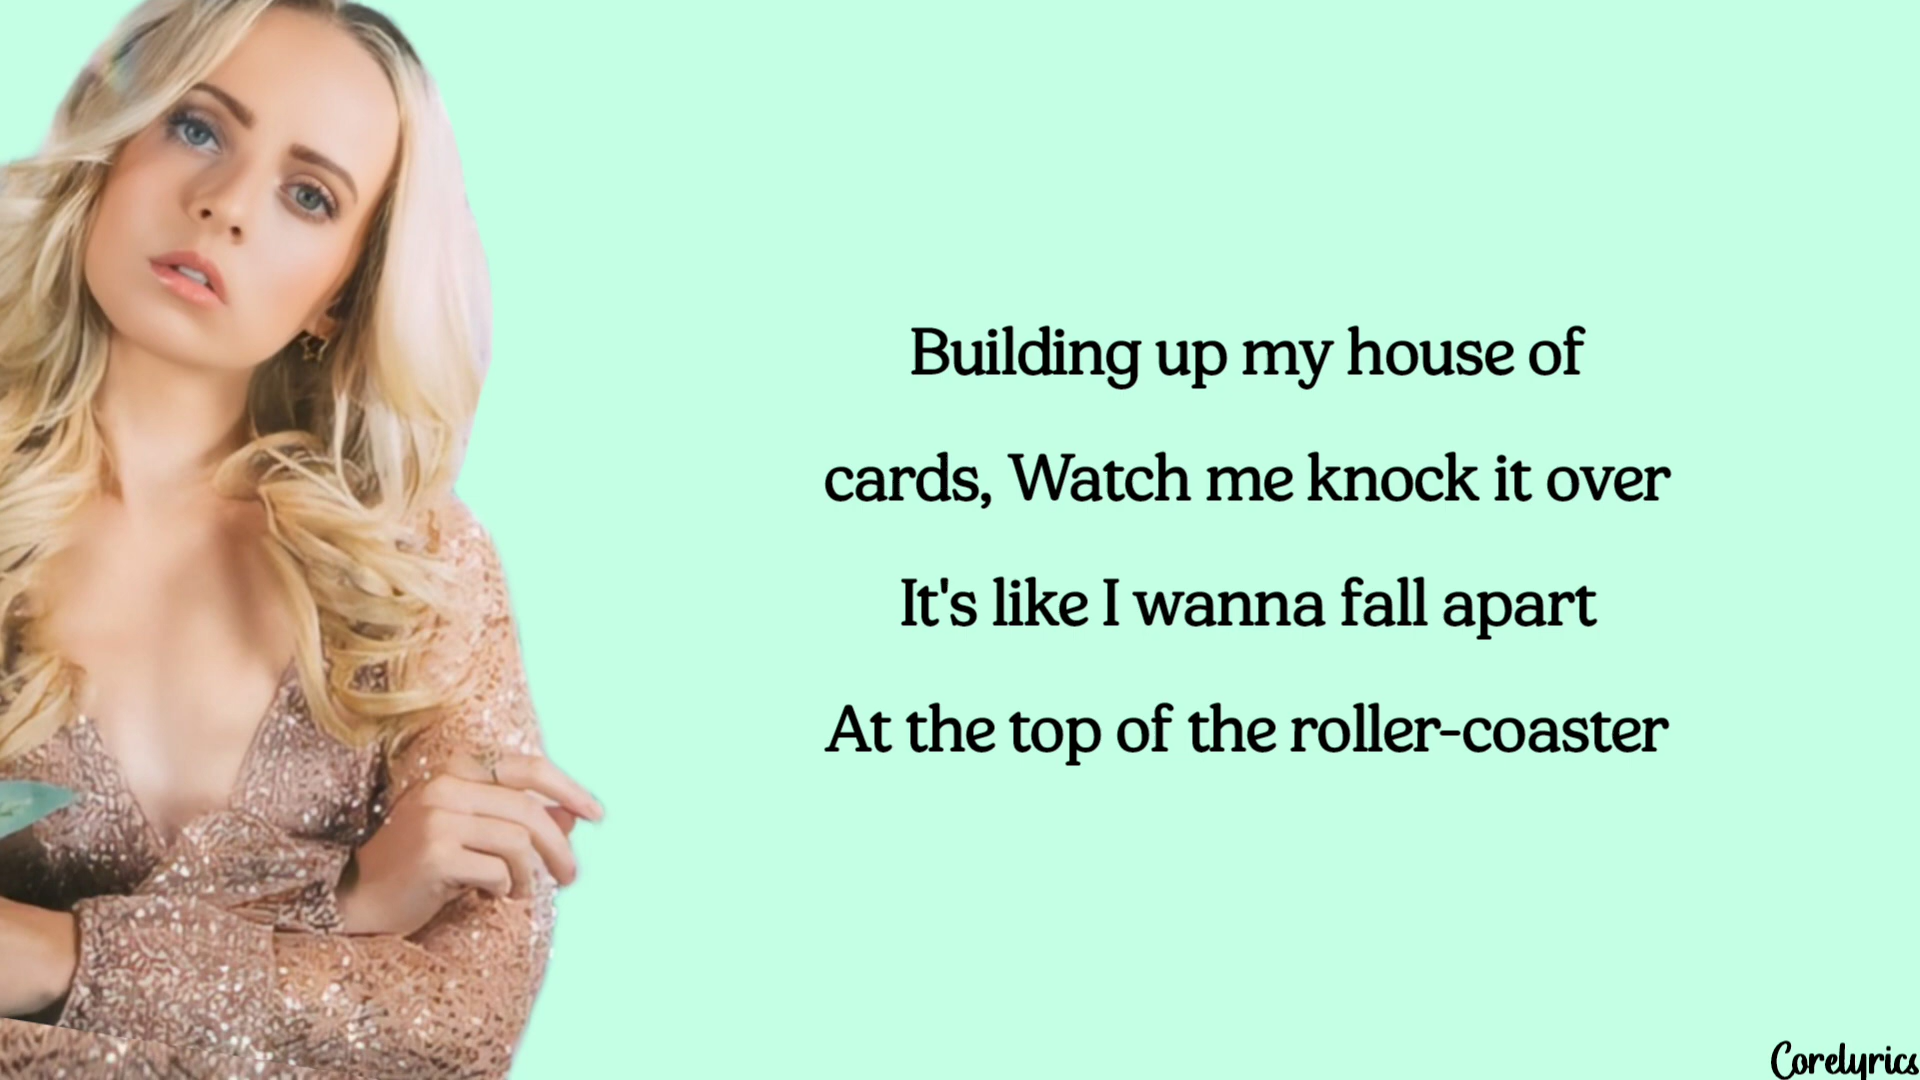 Building up my house of
cards, Watch me knock it over
It's like I wanna fall apart
At the top of the roller-coaster
Corelyrics